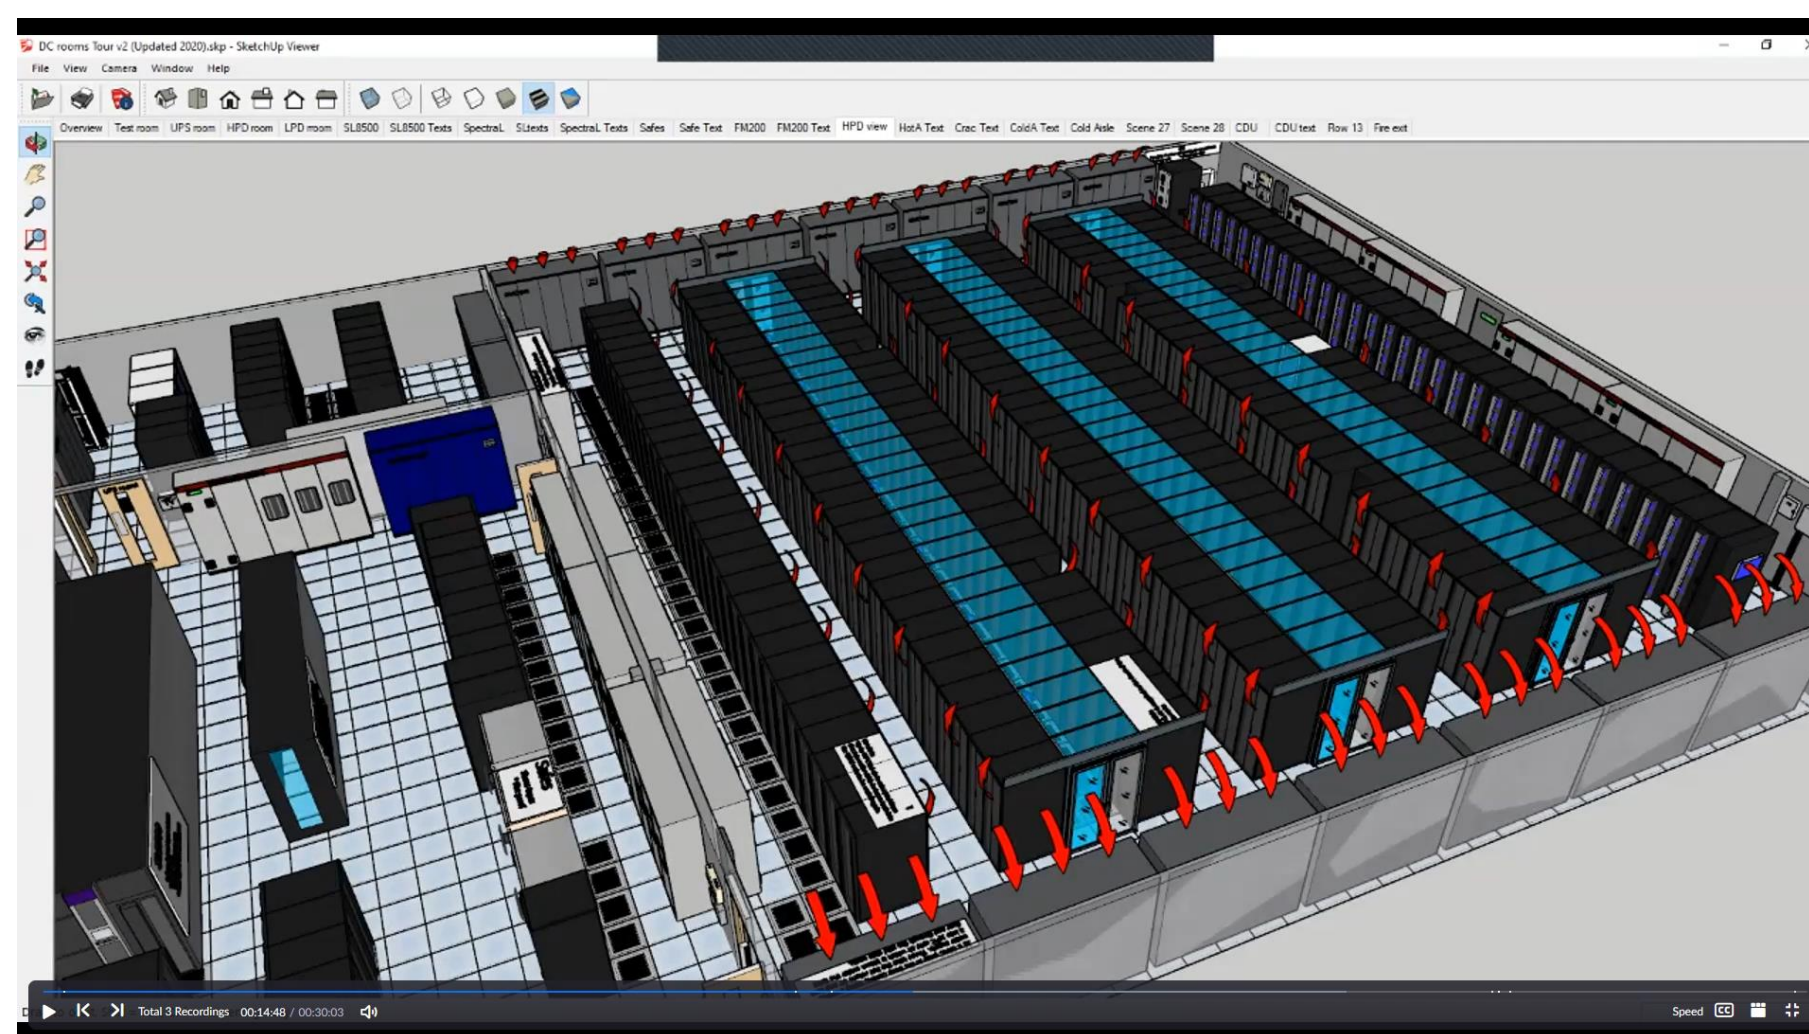 DC rooms Tour v2 (Updated 2020).skp - SketchUp Viewer
File View Camera Window Help
Overview Test room UPS room HPD room LPD room SL8500 SL8500 Texts SpectraL SLtexts SpectraL Texts Safes Safe Text FM200 FM200 Text HPD view HotA Text Crac Text ColdA Text Cold Aisle Scene 27 Scene 28 CDU CDU text Row 13 Fire exit
Total 3 Recordings 00:14:48 / 00:30:03 Speed CC